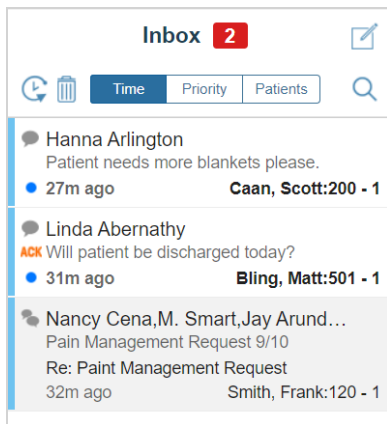 Inbox 2
Time Priority Patients
Hanna Arlington
Patient needs more blankets please.
27m ago Caan, Scott:200 - 1
Linda Abernathy
ACK Will patient be discharged today?
31m ago Bling, Matt:501 - 1
Nancy Cena,M. Smart,Jay Arund…
Pain Management Request 9/10
Re: Paint Management Request
32m ago Smith, Frank:120 - 1